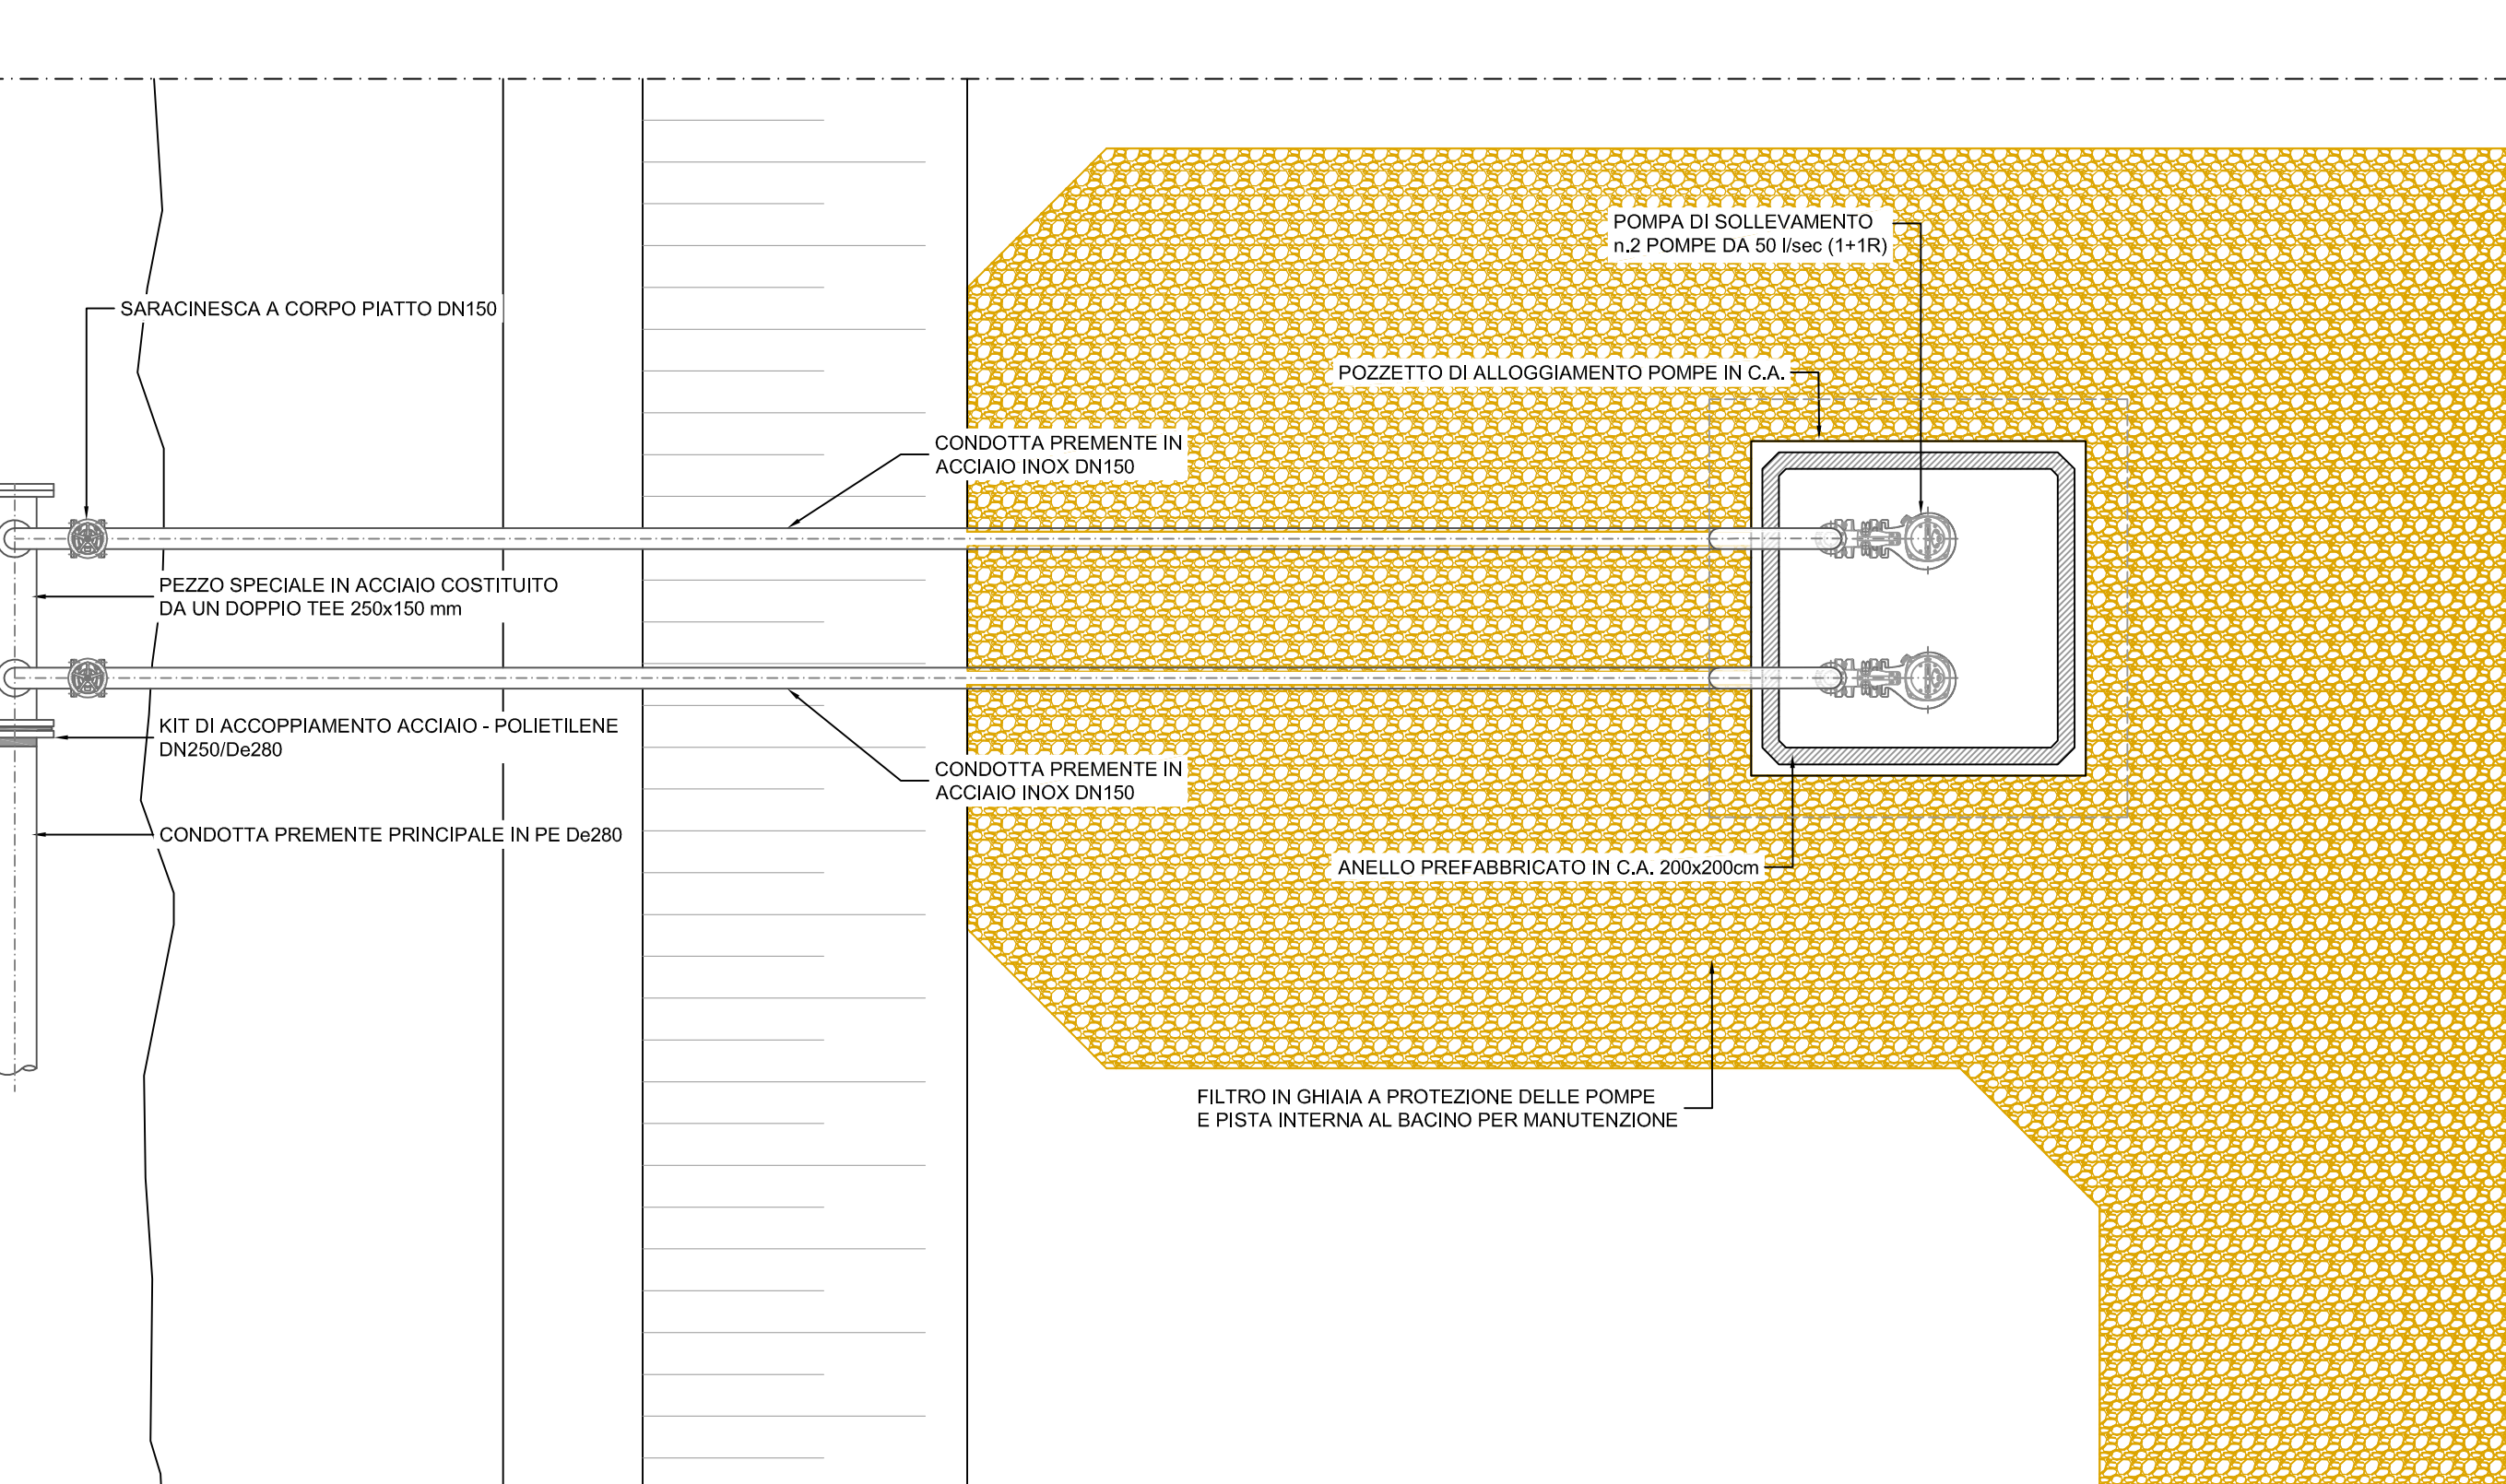 POMPA DI SOLLEVAMENTO
n.2 POMPE DA 50 l/sec (1+1R)
SARACINESCA A CORPO PIATTO DN150
POZZETTO DI ALLOGGIAMENTO POMPE IN C.A.
CONDOTTA PREMENTE IN
ACCIAIO INOX DN150
PEZZO SPECIALE IN ACCIAIO COSTITUITO
DA UN DOPPIO TEE 250x150 mm
KIT DI ACCOPPIAMENTO ACCIAIO - POLIETILENE
DN250/De280
CONDOTTA PREMENTE IN
ACCIAIO INOX DN150
CONDOTTA PREMENTE PRINCIPALE IN PE De280
ANELLO PREFABBRICATO IN C.A. 200x200cm
FILTRO IN GHIAIA A PROTEZIONE DELLE POMPE
E PISTA INTERNA AL BACINO PER MANUTENZIONE